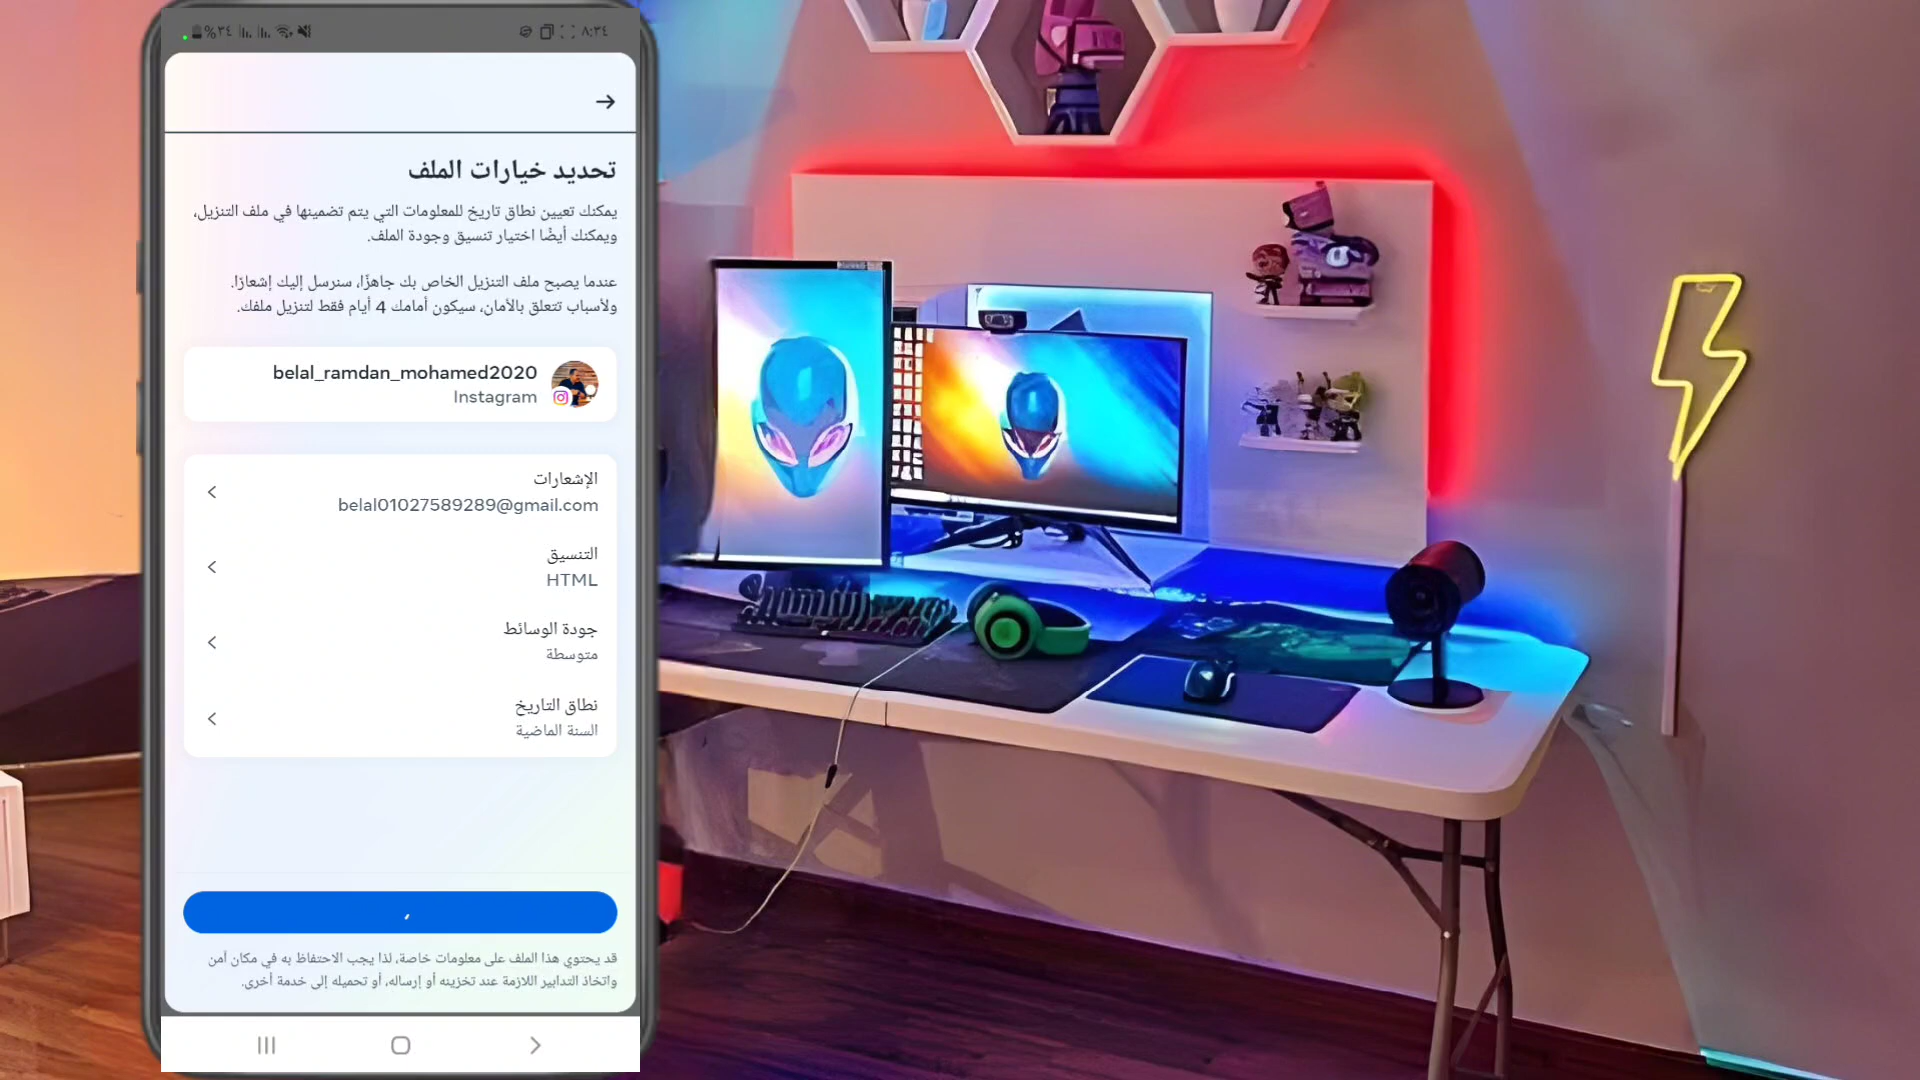 ٨:٣٤
%٣٤
تحديد خيارات الملف
يمكنك تعيين نطاق تاريخ للمعلومات التي يتم تضمينها في ملف التنزيل،
ويمكنك أيضًا اختيار تنسيق وجودة الملف.
عندما يصبح ملف التنزيل الخاص بك جاهزًا، سنرسل إليك إشعارًا.
ولأسباب تتعلق بالأمان، سيكون أمامك 4 أيام فقط لتنزيل ملفك.
belal_ramdan_mohamed2020
Instagram
الإشعارات
belal01027589289@gmail.com
التنسيق
HTML
جودة الوسائط
متوسطة
نطاق التاريخ
السنة الماضية
قد يحتوي هذا الملف على معلومات خاصة، لذا يجب الاحتفاظ به في مكان آمن
واتخاذ التدابير اللازمة عند تخزينه أو إرساله، أو تحميله إلى خدمة أخرى.